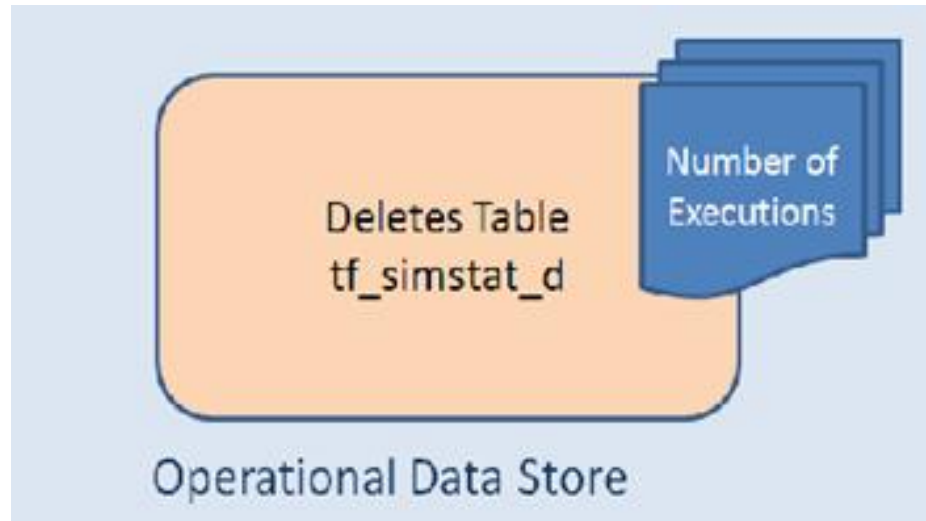 Number of
Executions
Deletes Table
tf_simstat_d
Operational Data Store